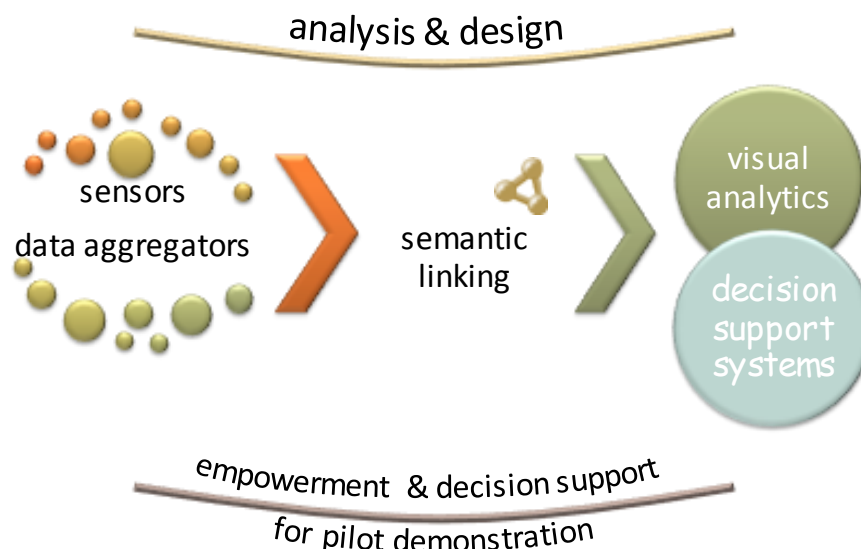 analysis & design
sensors
data aggregators
semantic
linking
visual
analytics
decision
support
systems
empowerment & decision support
for pilot demonstration